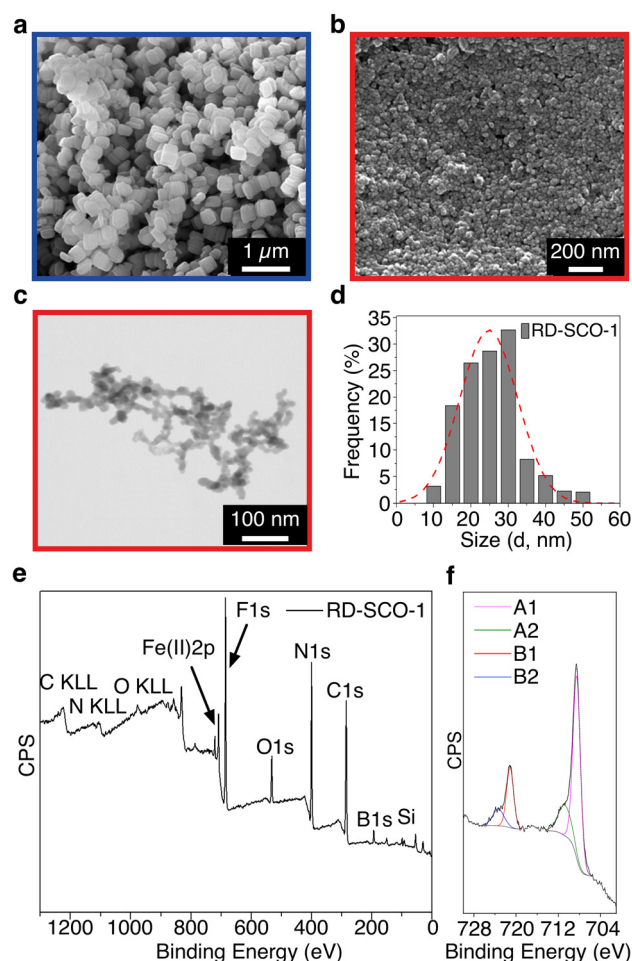 a
b
1 µm
200 nm
c
d
100 nm
RD-SCO-1
Frequency (%)
35
30
25
20
15
10
5
0
0 10 20 30 40 50 60
Size (d, nm)
e
f
RD-SCO-1
F1s
Fe(II)2p
N1s
C KLL
O KLL
N KLL
C1s
O1s
B1s
Si
CPS
1200 1000 800 600 400 200 0
Binding Energy (eV)
A1
A2
B1
B2
CPS
728 720 712 704
Binding Energy (eV)